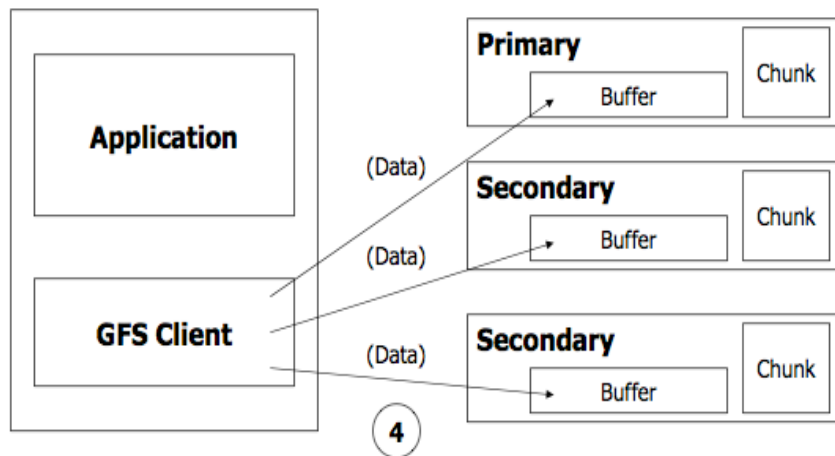 Application
GFS Client
(Data)
(Data)
(Data)
4
Primary
Buffer
Chunk
Secondary
Buffer
Chunk
Secondary
Buffer
Chunk